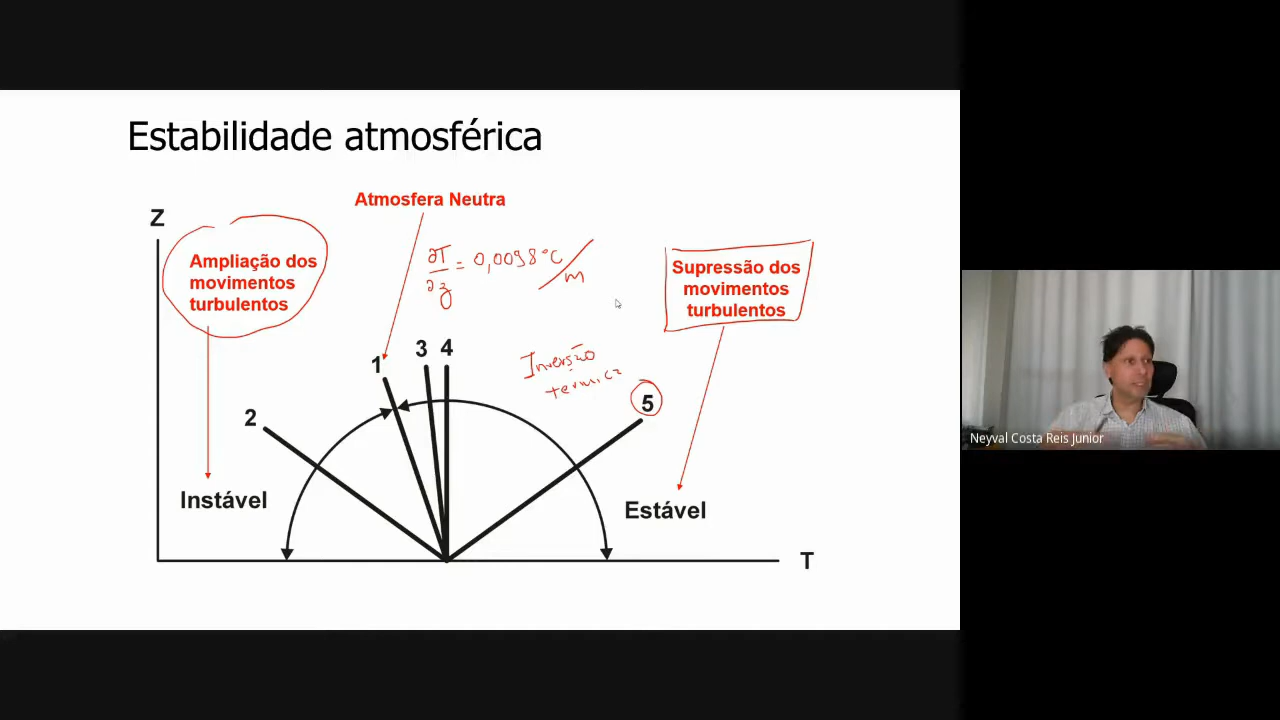 Estabilidade atmosférica
Atmosfera Neutra
Z
Ampliação dos
movimentos
turbulentos
∂T/∂z = 0,0098°C/m
Supressão dos
movimentos
turbulentos
1
3
4
Inversão
térmica
2
5
Instável
Estável
T
Neyval Costa Reis Junior